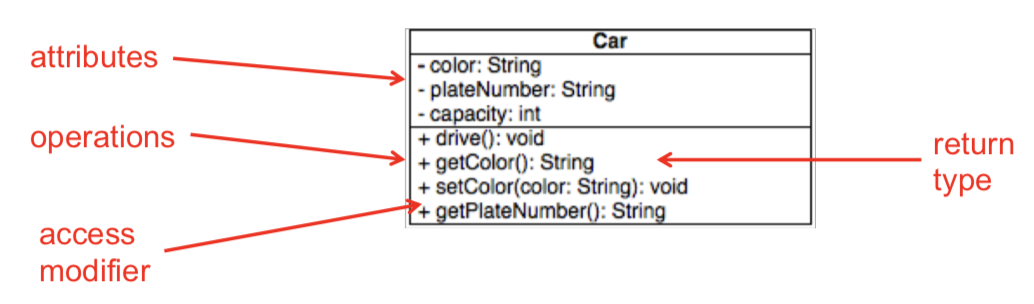 Car
attributes
- color: String
- plateNumber: String
- capacity: int
operations
+ drive(): void
+ getColor(): String
+ setColor(color: String): void
+ getPlateNumber(): String
return
type
access
modifier